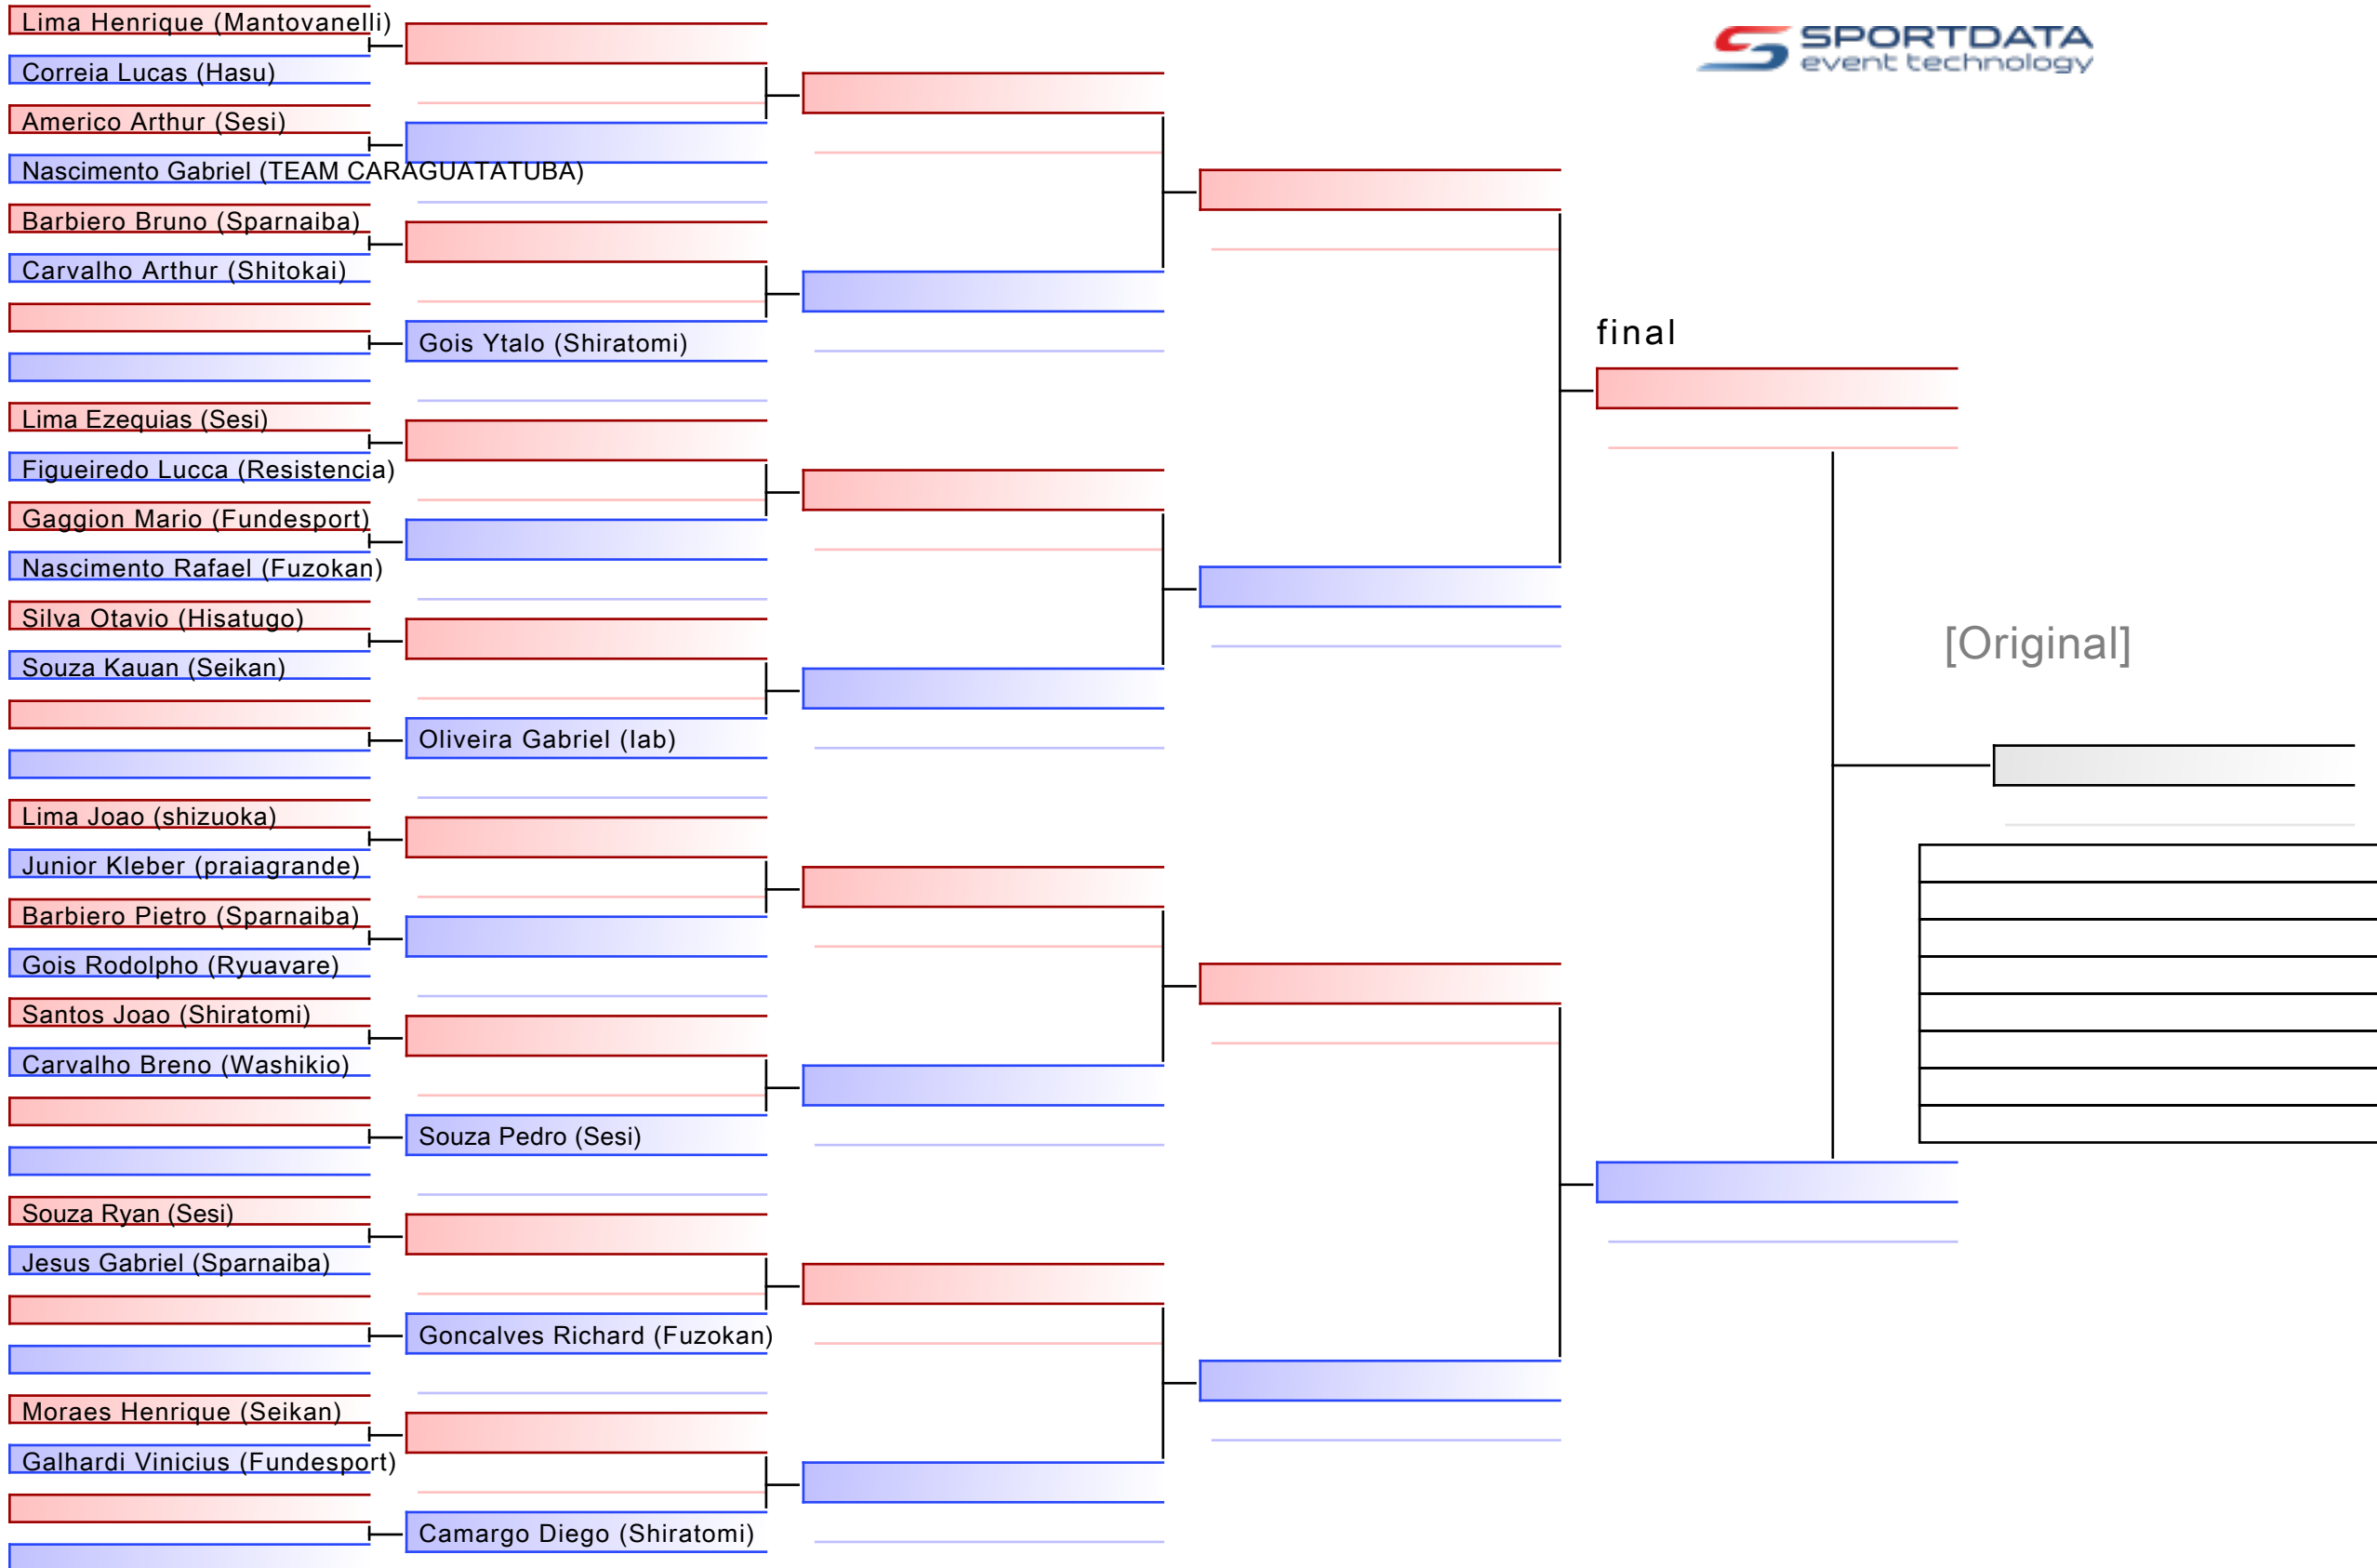 Lima Henrique (Mantovanelli)
Correia Lucas (Hasu)
Americo Arthur (Sesi)
Nascimento Gabriel (TEAM CARAGUATATUBA)
Barbiero Bruno (Sparnaiba)
Carvalho Arthur (Shitokai)
Gois Ytalo (Shiratomi)
Lima Ezequias (Sesi)
Figueiredo Lucca (Resistencia)
Gaggion Mario (Fundesport)
Nascimento Rafael (Fuzokan)
Silva Otavio (Hisatugo)
Souza Kauan (Seikan)
Oliveira Gabriel (Iab)
Lima Joao (shizuoka)
Junior Kleber (praiagrande)
Barbiero Pietro (Sparnaiba)
Gois Rodolpho (Ryuavare)
Santos Joao (Shiratomi)
Carvalho Breno (Washikio)
Souza Pedro (Sesi)
Souza Ryan (Sesi)
Jesus Gabriel (Sparnaiba)
Goncalves Richard (Fuzokan)
Moraes Henrique (Seikan)
Galhardi Vinicius (Fundesport)
Camargo Diego (Shiratomi)
final
SPORTDATA
event technology
[Original]